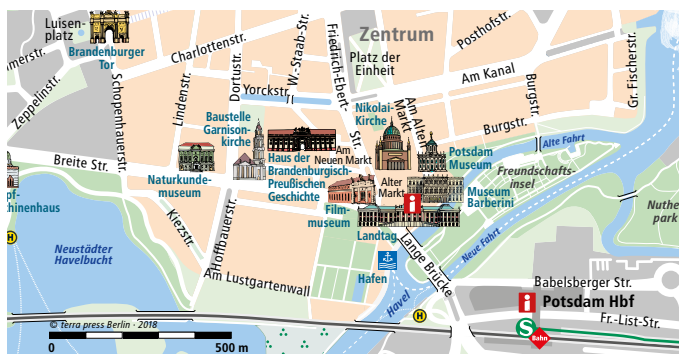 Luisen-
platz
Brandenburger
Tor
Zeppelinstr.
Schopenhauerstr.
Charlottenstr.
Lindenstr.
Dortustr.
W.-Staab-Str.
Friedrich-Ebert-
Str.
Yorckstr.
Zentrum
Platz der
Einheit
Posthofstr.
Am Kanal
Gr. Fischerstr.
Burgstr.
Burgstr.
Am Alten
Markt
Nikolai-
Kirche
Baustelle
Garnison-
kirche
Haus der
Brandenburgisch-
Preußischen
Geschichte
Am
Neuen Markt
Alter
Markt
Potsdam
Museum
Museum
Barberini
Alte Fahrt
Freundschafts-
insel
Nuthe
park
Breite Str.
Naturkunde-
museum
Kiezstr.
Hoffbauerstr.
Film-
museum
Landtag
i
Lange Brücke
Neue Fahrt
Hafen
Havel
pf-
chinenhaus
H
Neustädter
Havelbucht
Am Lustgartenwall
H
Babelsberger Str.
i
Potsdam Hbf
Fr.-List-Str.
S
Bahn
© terra press Berlin · 2018
0 500 m